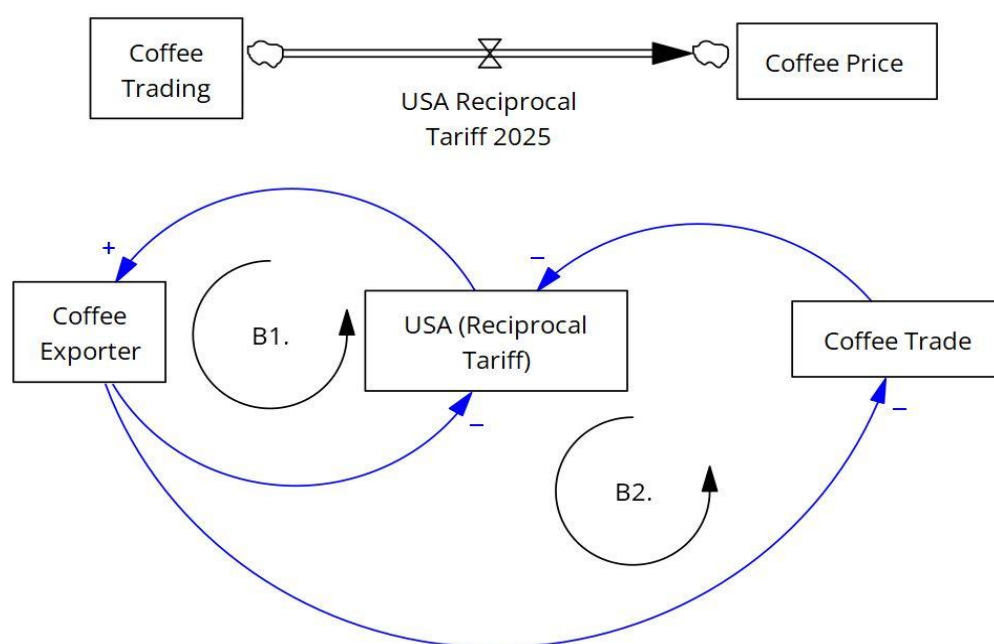 Coffee
Trading
Coffee Price
USA Reciprocal
Tariff 2025
+
–
Coffee
Exporter
B1.
USA (Reciprocal
Tariff)
Coffee Trade
–
–
B2.